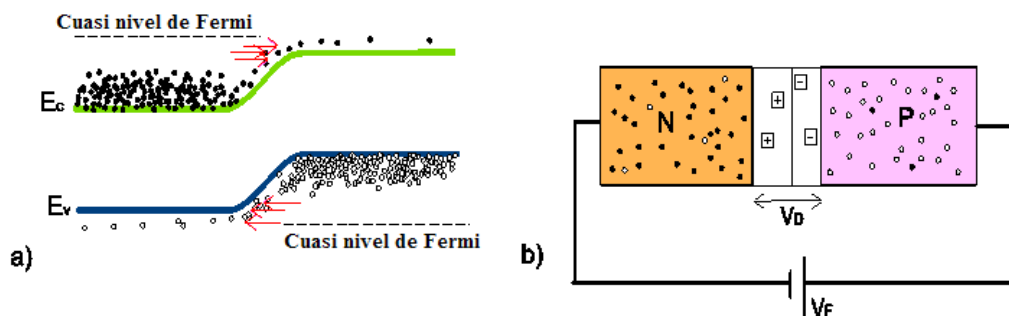 Cuasi nivel de Fermi
Ec
Ev
Cuasi nivel de Fermi
a)
N
+
+
-
-
P
VD
b)
VF